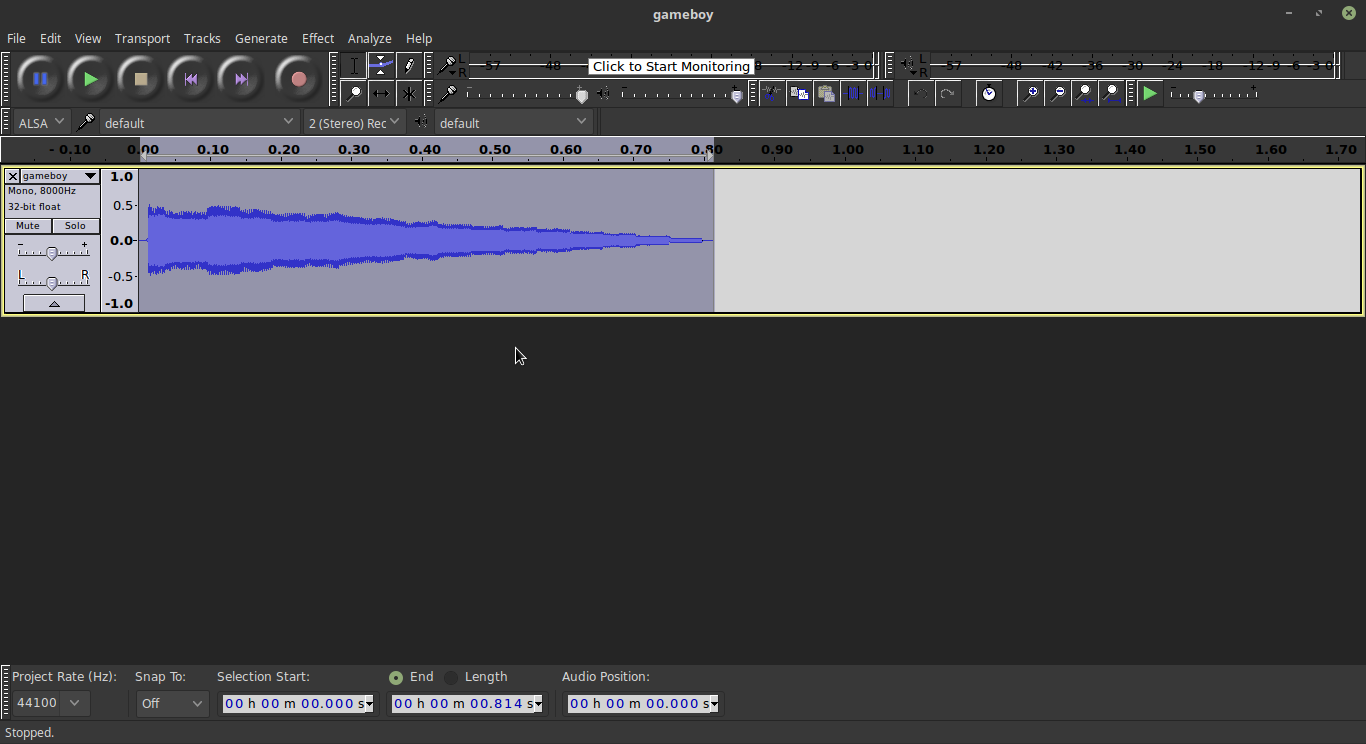 gameboy
File Edit View Transport Tracks Generate Effect Analyze Help
L -57 -48 Click to Start Monitoring 8 -12 -9 -6 -3 0 L -57 -48 -42 -36 -30 -24 -18 -12 -9 -6 -3 0
R R
ALSA default 2 (Stereo) Rec default
- 0.10 0.00 0.10 0.20 0.30 0.40 0.50 0.60 0.70 0.80 0.90 1.00 1.10 1.20 1.30 1.40 1.50 1.60 1.70
gameboy 1.0
Mono, 8000Hz
32-bit float 0.5
Mute Solo
- + 0.0
L R -0.5
-1.0
Project Rate (Hz): Snap To: Selection Start: End Length Audio Position:
44100 Off 00 h 00 m 00.000 s 00 h 00 m 00.814 s 00 h 00 m 00.000 s
Stopped.